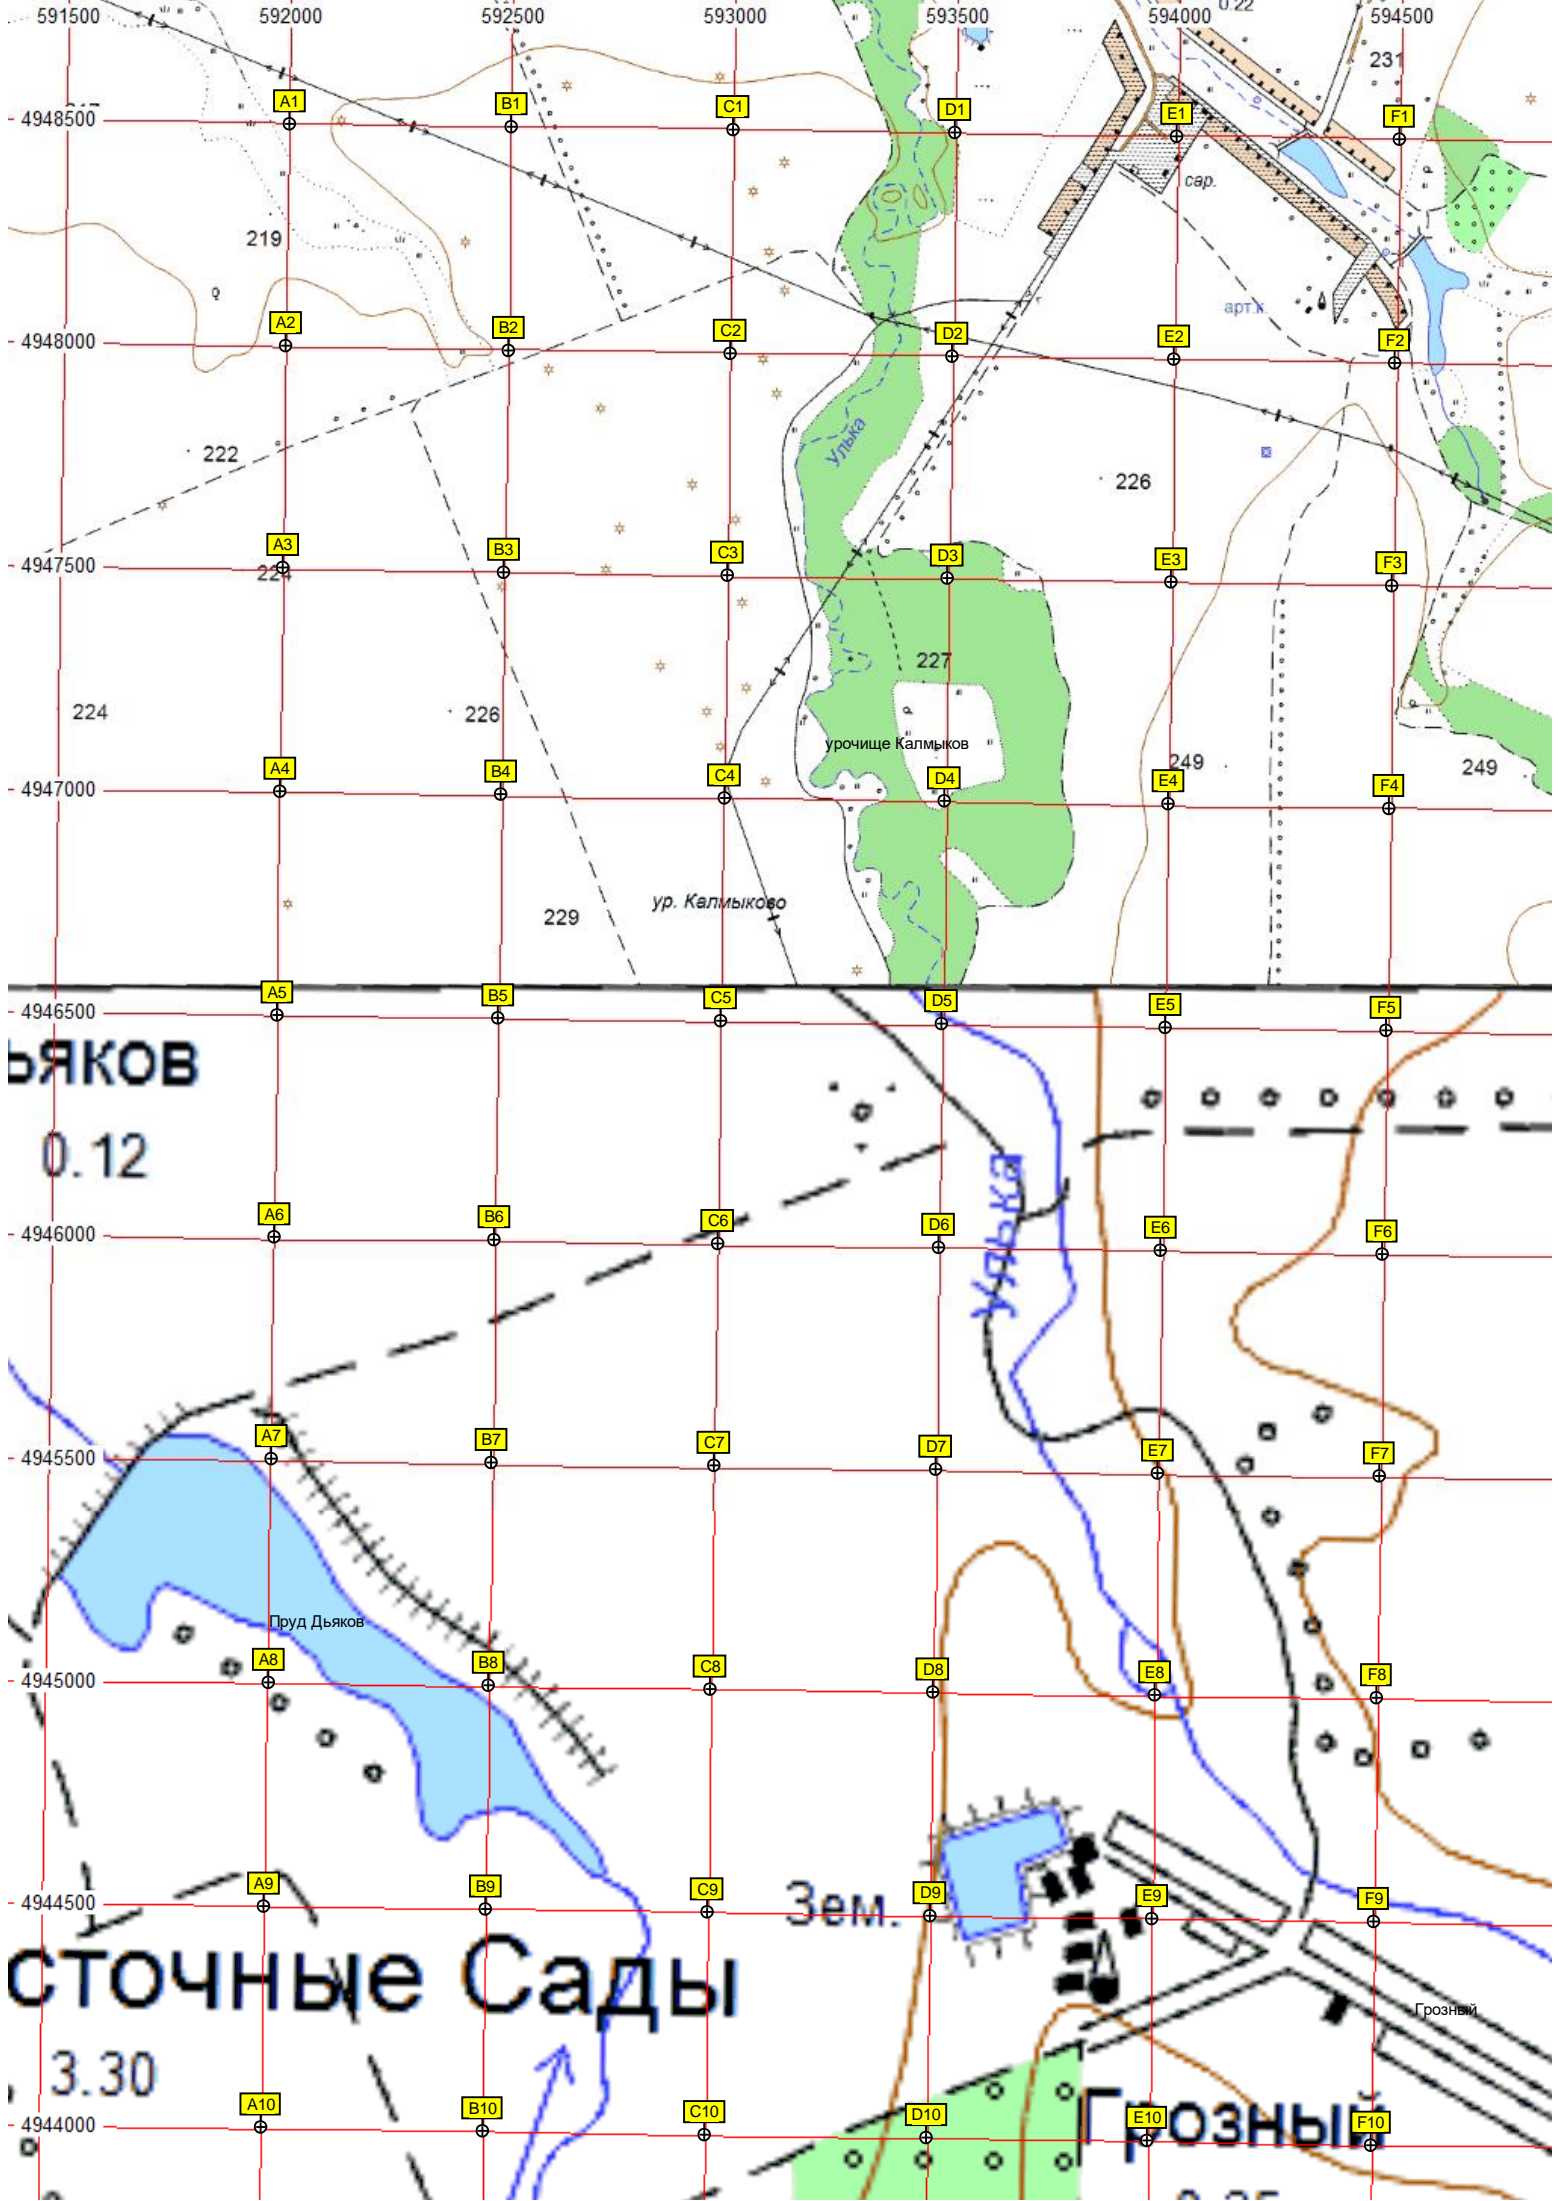 591500 592000 592500 593000 593500 594000 594500
0.22
231
A1 B1 C1 D1 E1 F1
4948500
сар.
219
арт.к.
A2 B2 C2 D2 E2 F2
4948000
Улька
222
226
A3 B3 C3 D3 E3 F3
4947500
224
227
224
226
урочище Калмыков
249
249
A4 B4 C4 D4 E4 F4
4947000
ур. Калмыково
229
A5 B5 C5 D5 E5 F5
4946500
ьяков
0.12
Улька
A6 B6 C6 D6 E6 F6
4946000
A7 B7 C7 D7 E7 F7
4945500
Пруд Дьяков
A8 B8 C8 D8 E8 F8
4945000
A9 B9 C9 D9 E9 F9
4944500
Зем.
сточные Сады
Грозный
3.30
A10 B10 C10 D10 E10 F10
4944000
Грозный